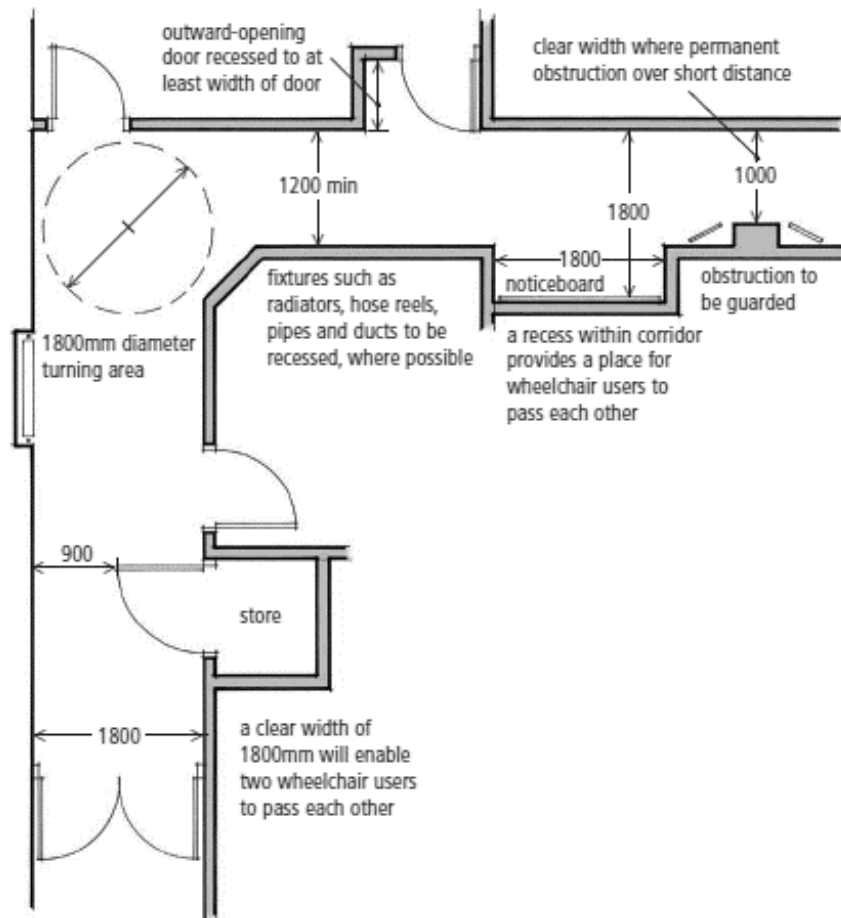 outward-opening
door recessed to at
least width of door
clear width where permanent
obstruction over short distance
1200 min
1800
1000
1800
noticeboard
fixtures such as
radiators, hose reels,
pipes and ducts to be
recessed, where possible
obstruction to
be guarded
1800mm diameter
turning area
a recess within corridor
provides a place for
wheelchair users to
pass each other
900
store
1800
a clear width of
1800mm will enable
two wheelchair users
to pass each other